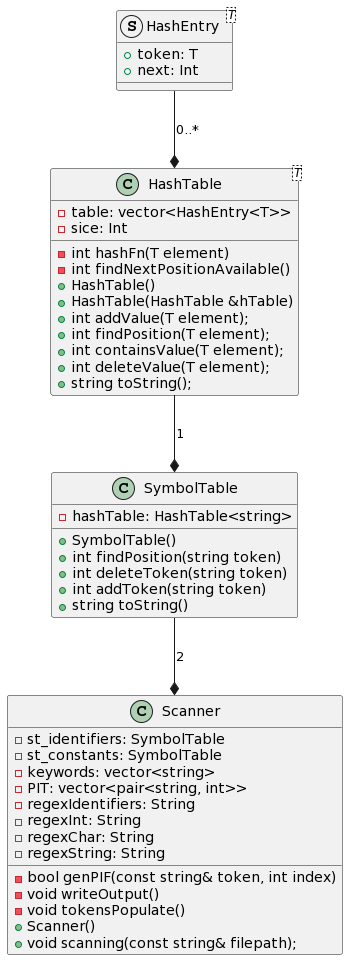 S HashEntry T
token: T
next: Int
0..*
C HashTable T
table: vector<HashEntry<T>>
sice: Int
int hashFn(T element)
int findNextPositionAvailable()
HashTable()
HashTable(HashTable &hTable)
int addValue(T element);
int findPosition(T element);
int containsValue(T element);
int deleteValue(T element);
string toString();
1
C SymbolTable
hashTable: HashTable<string>
SymbolTable()
int findPosition(string token)
int deleteToken(string token)
int addToken(string token)
string toString()
2
C Scanner
st_identifiers: SymbolTable
st_constants: SymbolTable
keywords: vector<string>
PIT: vector<pair<string, int>>
regexIdentifiers: String
regexInt: String
regexChar: String
regexString: String
bool genPIF(const string& token, int index)
void writeOutput()
void tokensPopulate()
Scanner()
void scanning(const string& filepath);